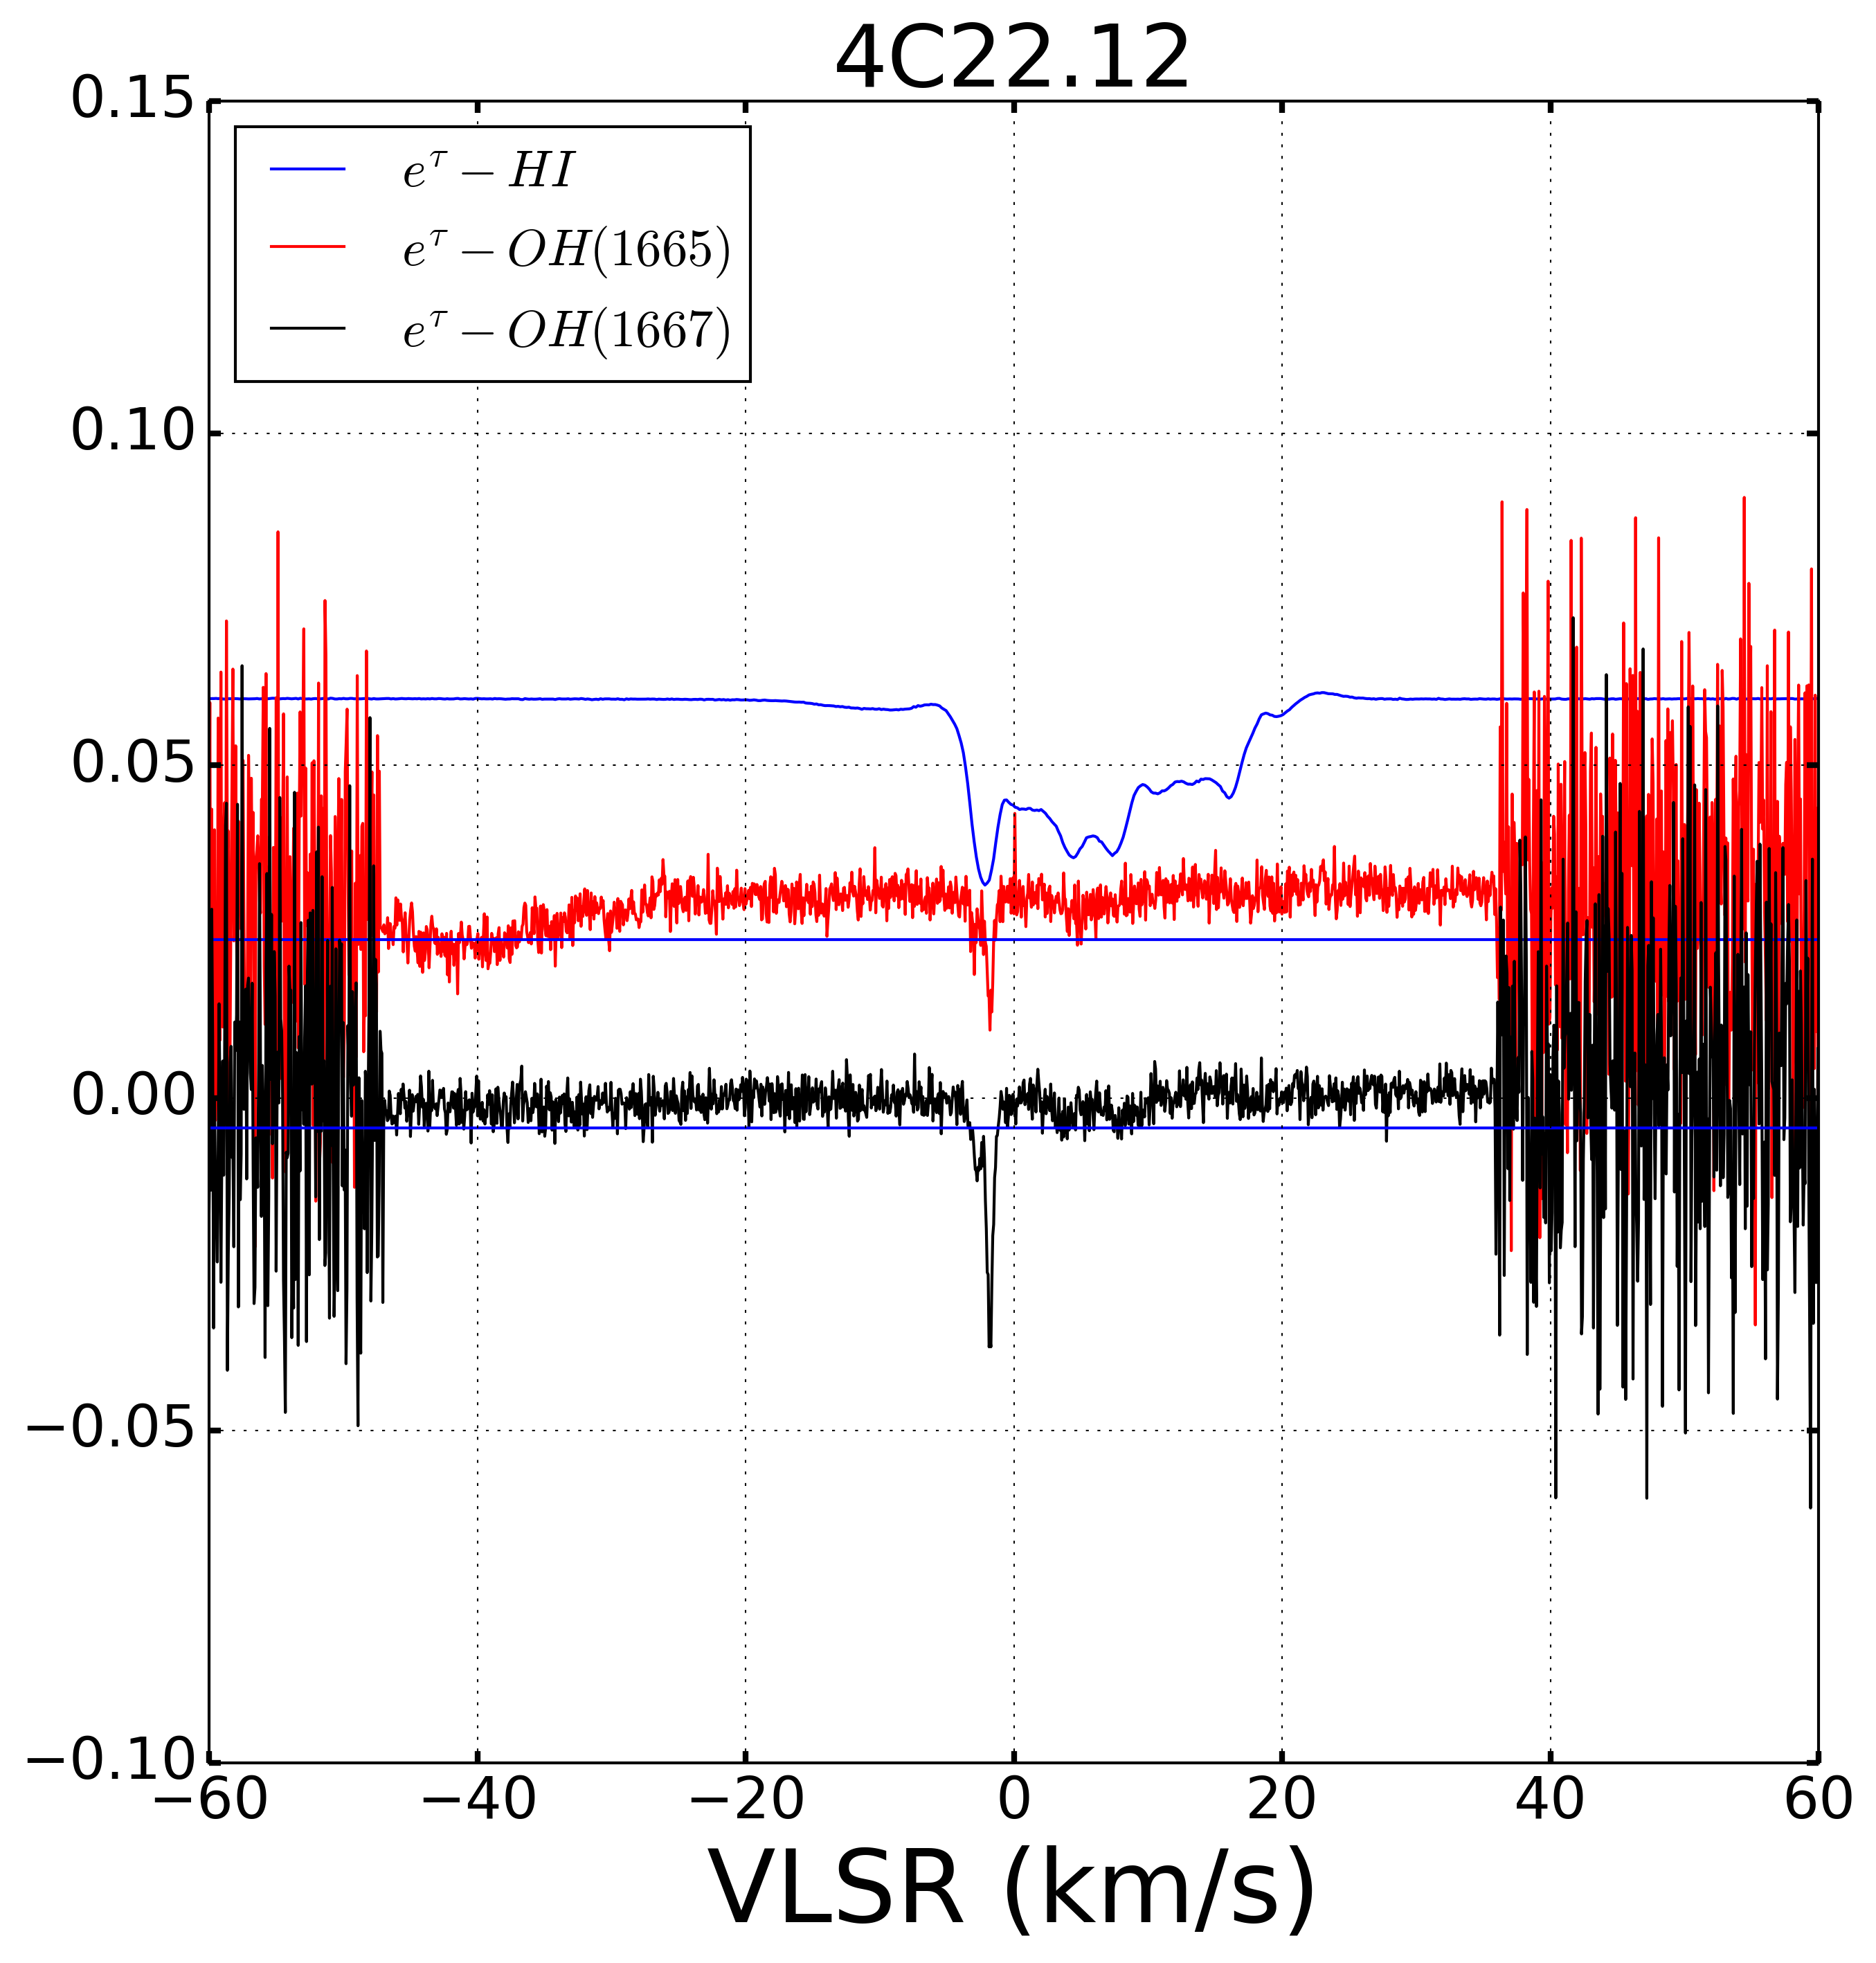 4C22.12
0.15
0.10
0.05
0.00
−0.05
−0.10
e^τ − HI
e^τ − OH(1665)
e^τ − OH(1667)
−60 −40 −20 0 20 40 60
VLSR (km/s)